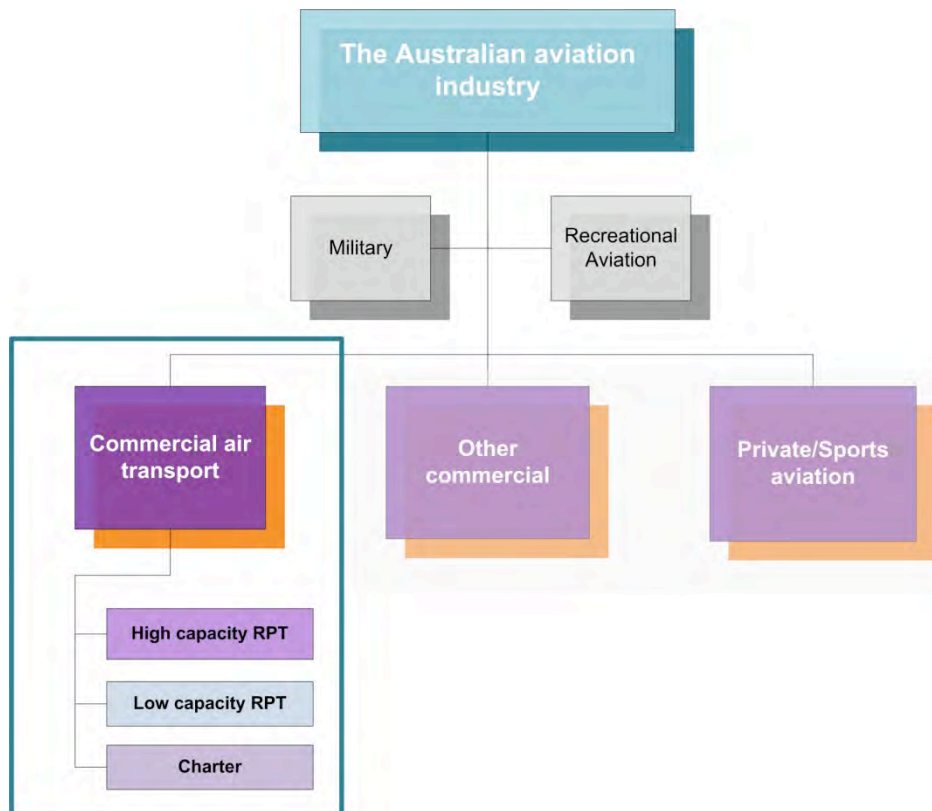 The Australian aviation
industry
Military
Recreational
Aviation
Commercial air
transport
Other
commercial
Private/Sports
aviation
High capacity RPT
Low capacity RPT
Charter